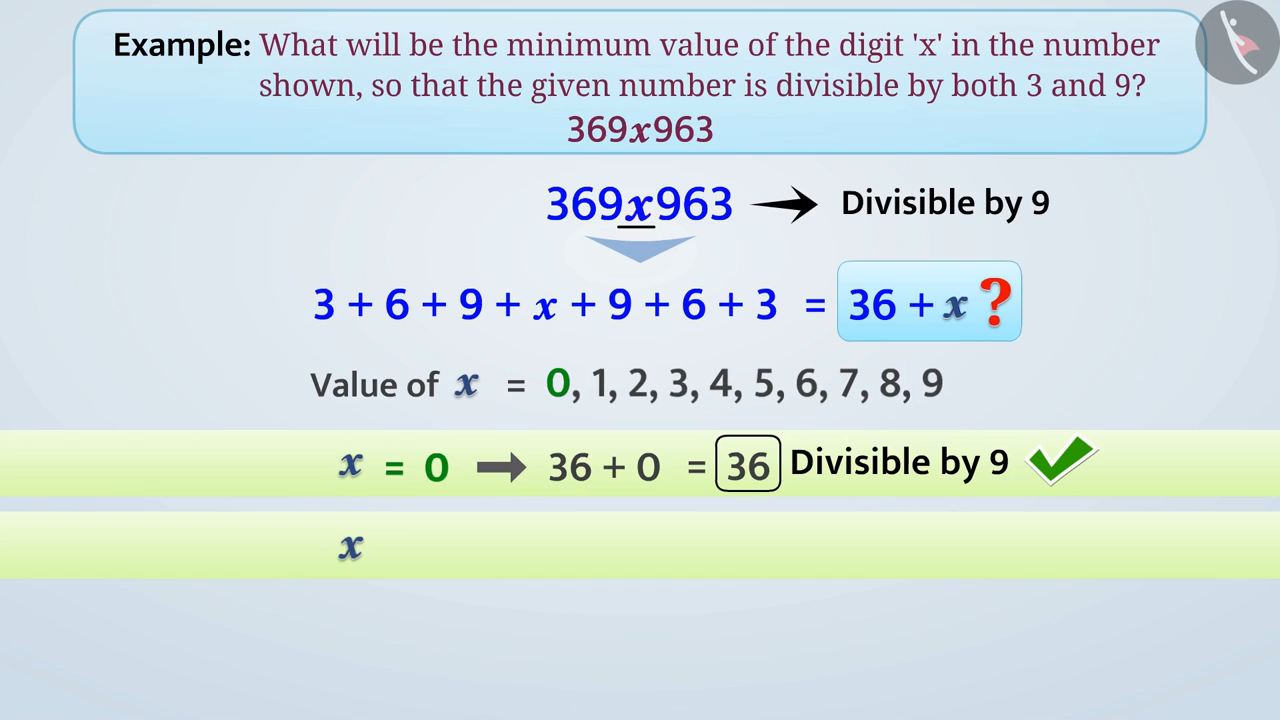 Example: What will be the minimum value of the digit 'x' in the number
shown, so that the given number is divisible by both 3 and 9?
369x963
369x963 → Divisible by 9
3 + 6 + 9 + x + 9 + 6 + 3 = 36 + x ?
Value of x = 0, 1, 2, 3, 4, 5, 6, 7, 8, 9
x = 0 → 36 + 0 = 36 Divisible by 9 ✓
x